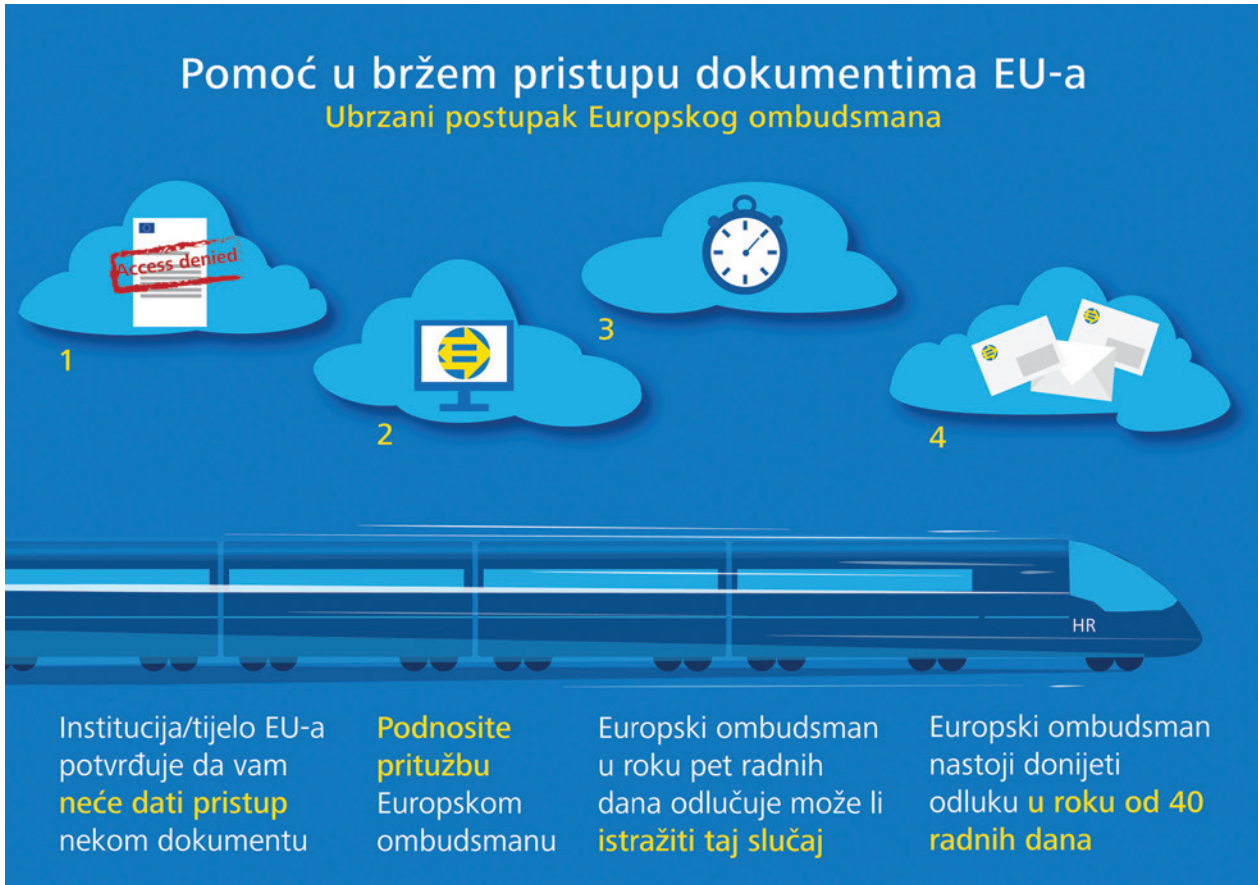 Pomoć u bržem pristupu dokumentima EU-a
Ubrzani postupak Europskog ombudsmana
Access denied
1
2
3
4
HR
Institucija/tijelo EU-a
potvrđuje da vam
neće dati pristup
nekom dokumentu
Podnosite
pritužbu
Europskom
ombudsmanu
Europski ombudsman
u roku pet radnih
dana odlučuje može li
istražiti taj slučaj
Europski ombudsman
nastoji donijeti
odluku u roku od 40
radnih dana